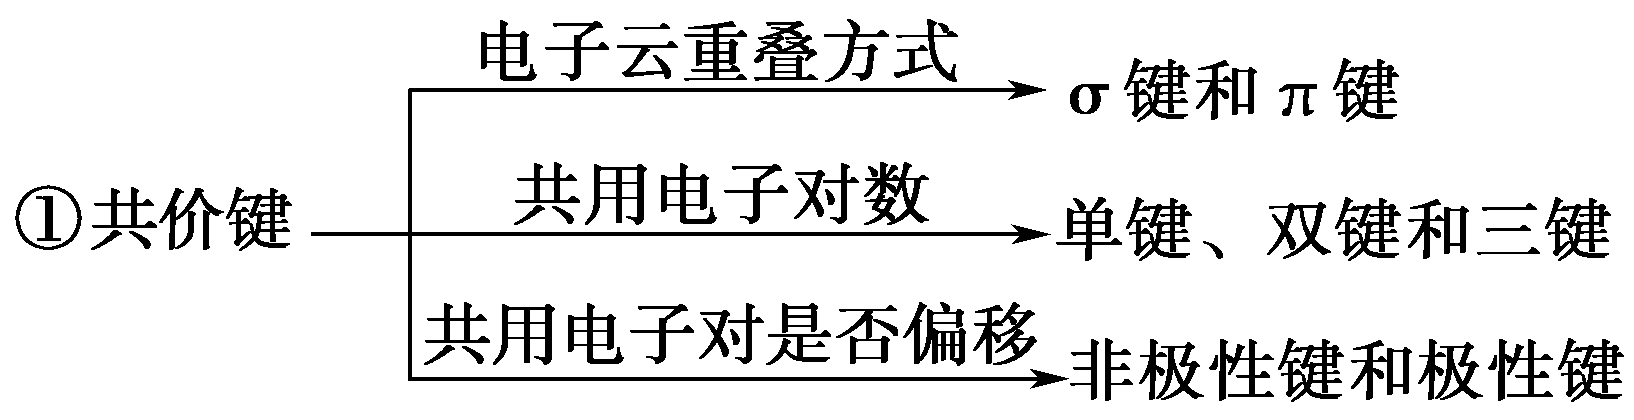 电子云重叠方式
σ键和π键
①共价键
共用电子对数
单键、双键和三键
共用电子对是否偏移
非极性键和极性键